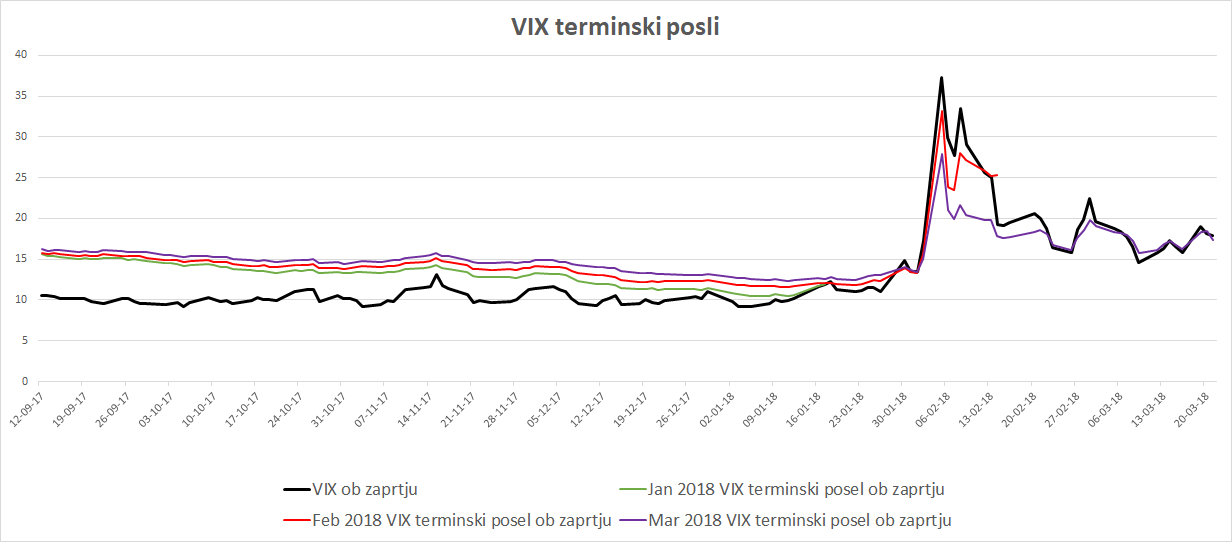 VIX terminski posli
40
35
30
25
20
15
10
5
0
12-09-17 19-09-17 26-09-17 03-10-17 10-10-17 17-10-17 24-10-17 31-10-17 07-11-17 14-11-17 21-11-17 28-11-17 05-12-17 12-12-17 19-12-17 26-12-17 02-01-18 09-01-18 16-01-18 23-01-18 30-01-18 06-02-18 13-02-18 20-02-18 27-02-18 06-03-18 13-03-18 20-03-18
VIX ob zaprtju Jan 2018 VIX terminski posel ob zaprtju
Feb 2018 VIX terminski posel ob zaprtju Mar 2018 VIX terminski posel ob zaprtju